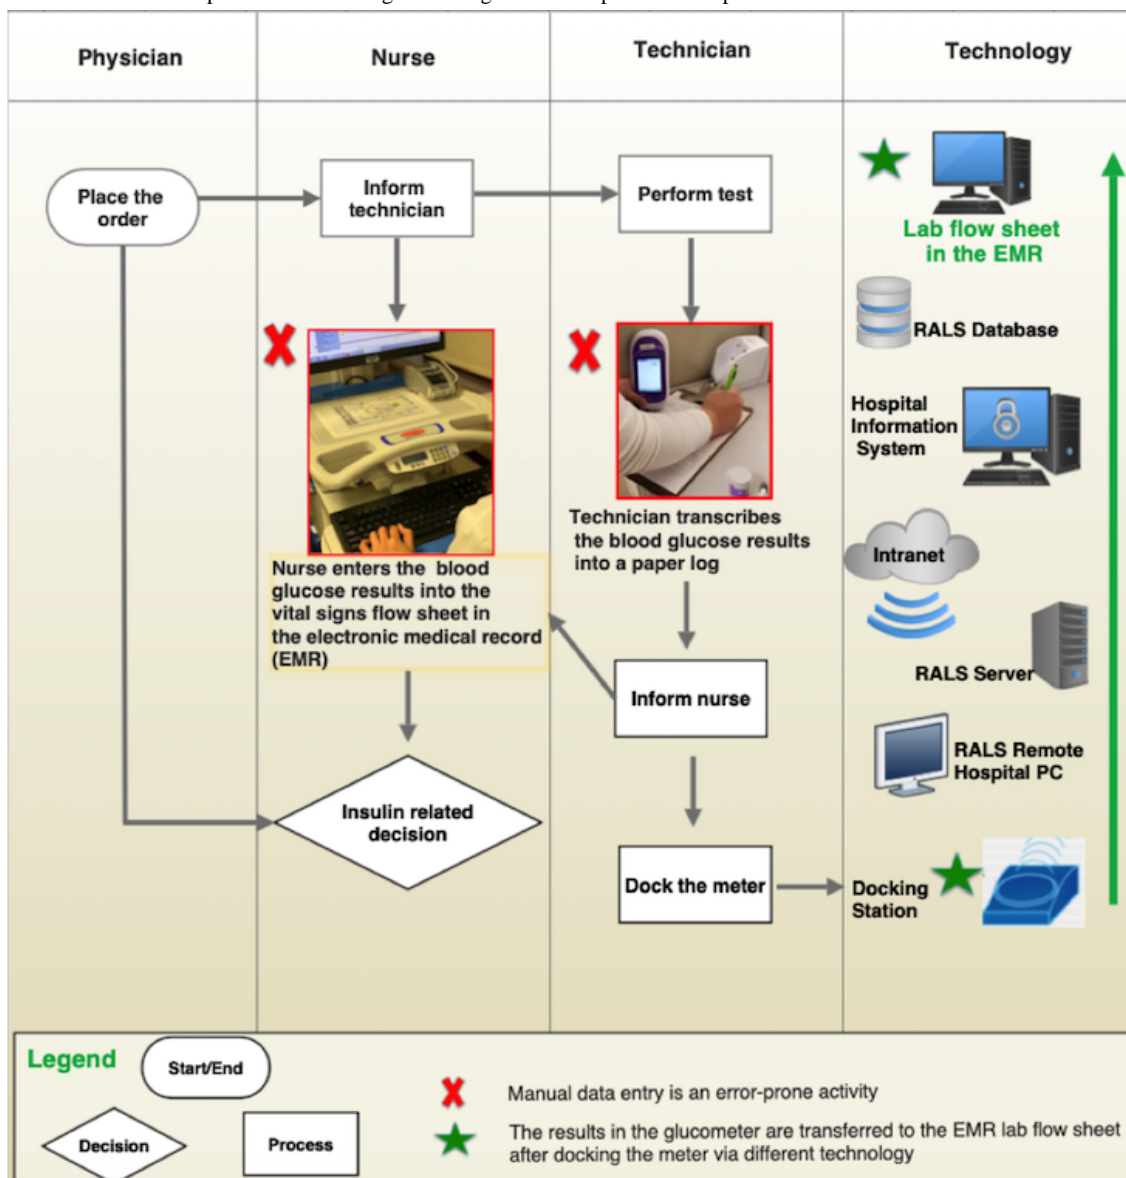 Physician
Nurse
Technician
Technology
Place the
order
Inform
technician
Perform test
Lab flow sheet
in the EMR
RALS Database
Hospital
Information
System
Technician transcribes
the blood glucose results
into a paper log
Intranet
Nurse enters the blood
glucose results into the
vital signs flow sheet in
the electronic medical record
(EMR)
RALS Server
Inform nurse
RALS Remote
Hospital PC
Insulin related
decision
Dock the meter
Docking
Station
Legend
Start/End
Decision
Process
Manual data entry is an error-prone activity
The results in the glucometer are transferred to the EMR lab flow sheet
after docking the meter via different technology